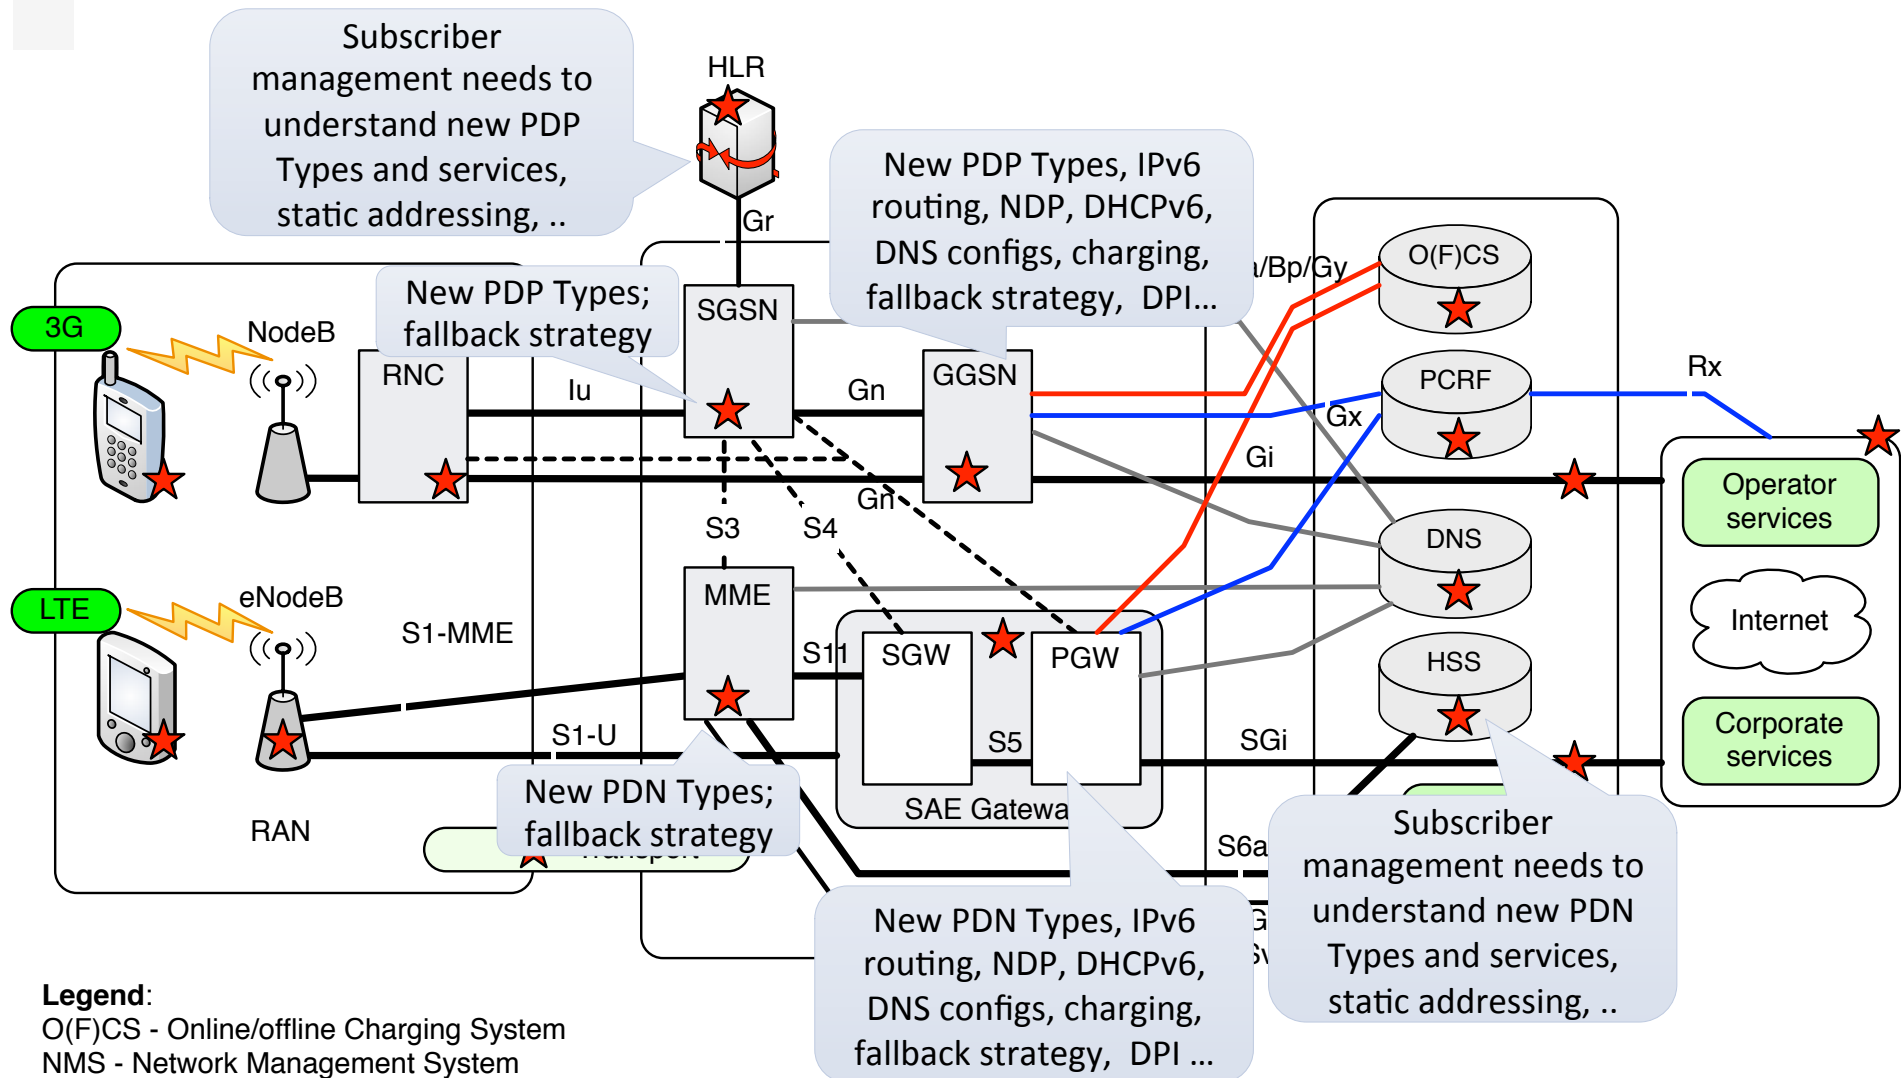 Subscriber
management needs to
understand new PDP
Types and services,
static addressing, ..
HLR
New PDP Types, IPv6
routing, NDP, DHCPv6,
DNS configs, charging,
fallback strategy, DPI...
Gr
a/Bp/Gy
O(F)CS
New PDP Types;
fallback strategy
SGSN
3G
NodeB
RNC
Iu
Gn
GGSN
PCRF
Rx
Gx
Gi
Gn
Operator
services
S3
S4
DNS
LTE
eNodeB
MME
Internet
S1-MME
S11
SGW
PGW
HSS
S1-U
S5
SGi
Corporate
services
New PDN Types;
fallback strategy
SAE Gatewa
RAN
Transport
S6a
Subscriber
management needs to
understand new PDN
Types and services,
static addressing, ..
New PDN Types, IPv6
routing, NDP, DHCPv6,
DNS configs, charging,
fallback strategy, DPI ...
Legend:
O(F)CS - Online/offline Charging System
NMS - Network Management System